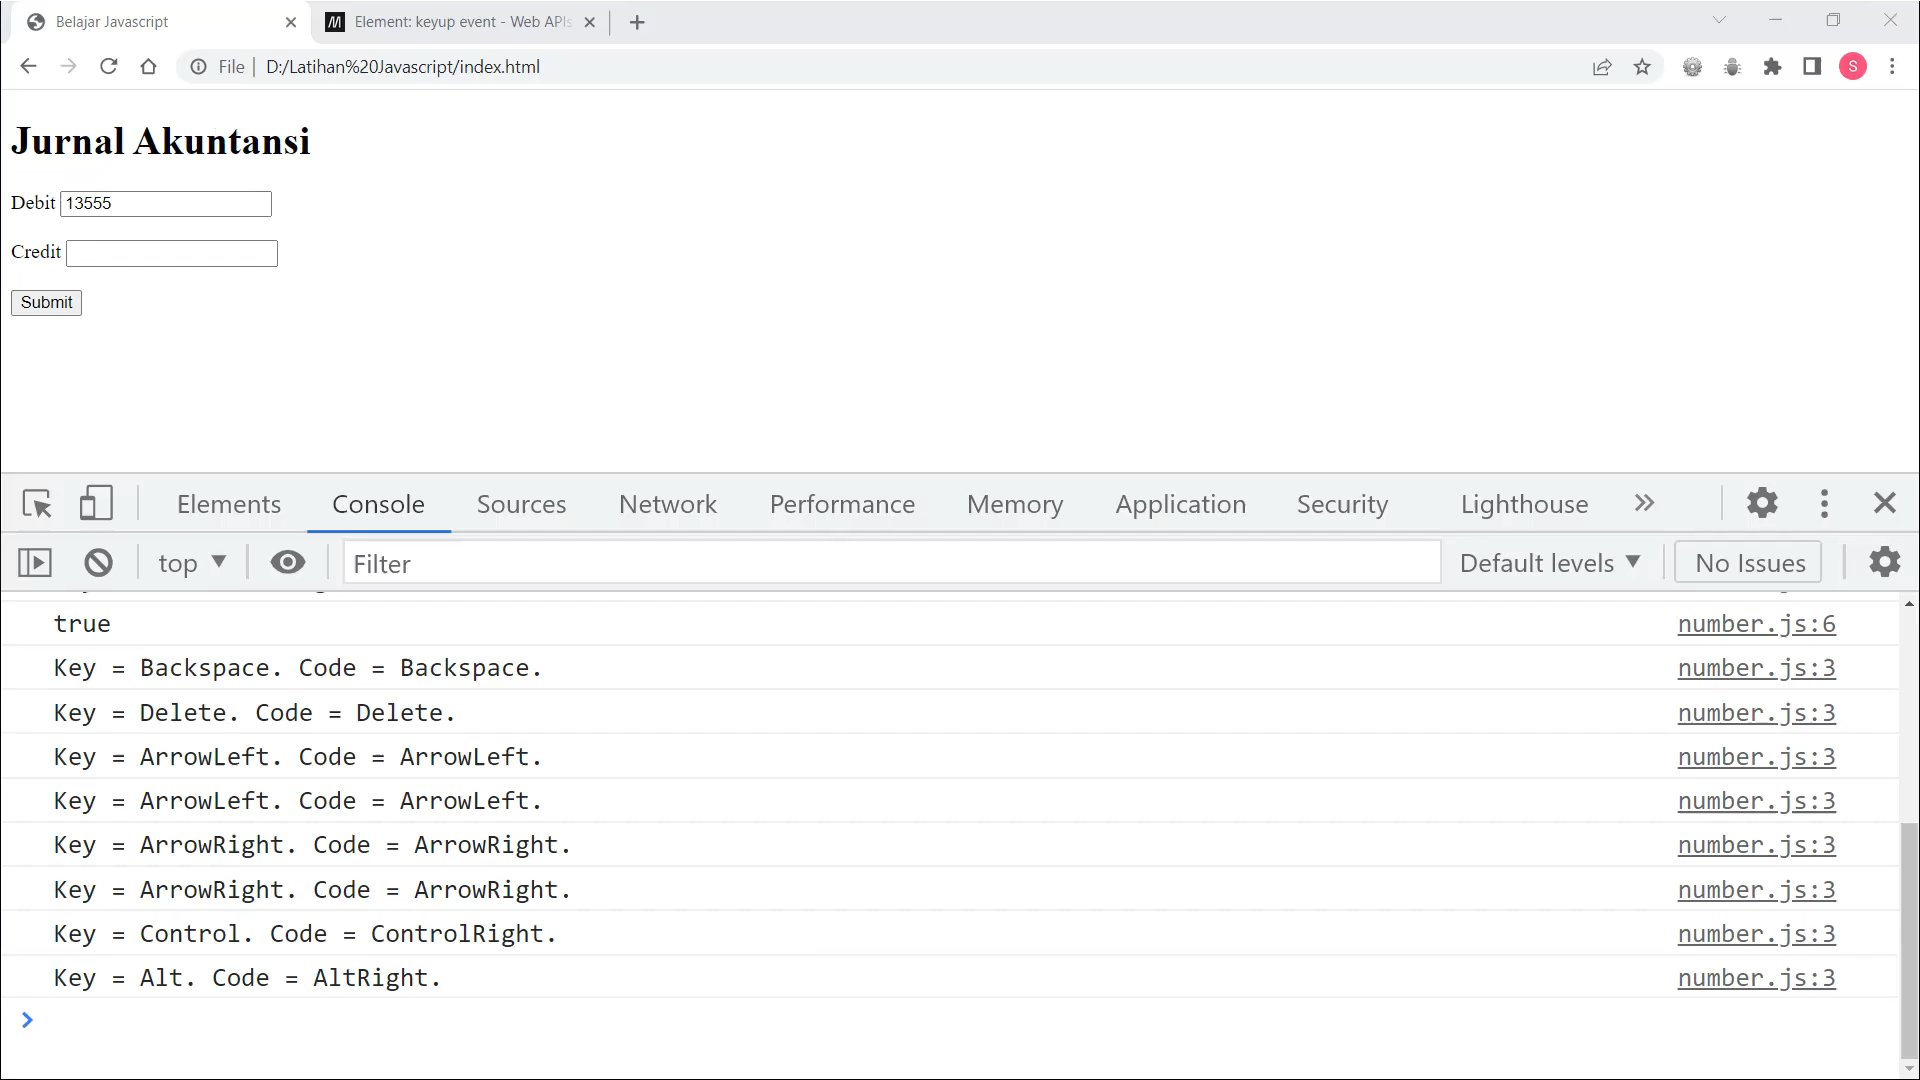 Belajar Javascript
Element: keyup event - Web APIs
File
D:/Latihan%20Javascript/index.html
S
Jurnal Akuntansi
Debit 13555
Credit
Submit
Elements Console Sources Network Performance Memory Application Security Lighthouse
top Filter Default levels No Issues
true number.js:6
Key = Backspace. Code = Backspace. number.js:3
Key = Delete. Code = Delete. number.js:3
Key = ArrowLeft. Code = ArrowLeft. number.js:3
Key = ArrowLeft. Code = ArrowLeft. number.js:3
Key = ArrowRight. Code = ArrowRight. number.js:3
Key = ArrowRight. Code = ArrowRight. number.js:3
Key = Control. Code = ControlRight. number.js:3
Key = Alt. Code = AltRight. number.js:3